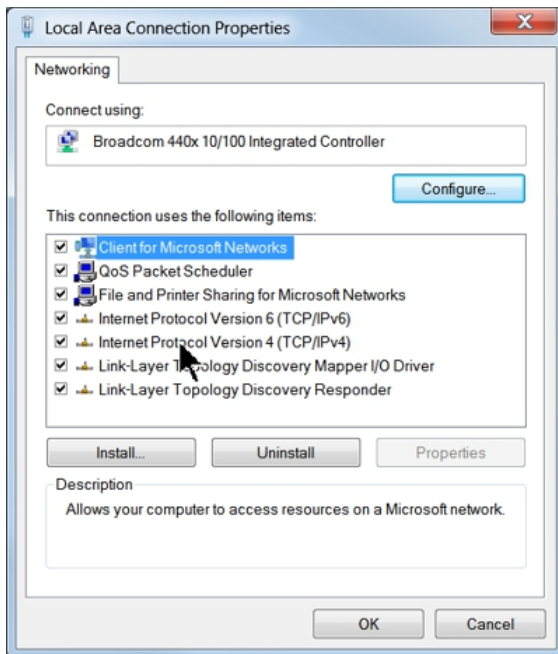 Local Area Connection Properties
Networking
Connect using:
Broadcom 440x 10/100 Integrated Controller
Configure...
This connection uses the following items:
Client for Microsoft Networks
QoS Packet Scheduler
File and Printer Sharing for Microsoft Networks
Internet Protocol Version 6 (TCP/IPv6)
Internet Protocol Version 4 (TCP/IPv4)
Link-Layer Topology Discovery Mapper I/O Driver
Link-Layer Topology Discovery Responder
Install...
Uninstall
Properties
Description
Allows your computer to access resources on a Microsoft network.
OK
Cancel